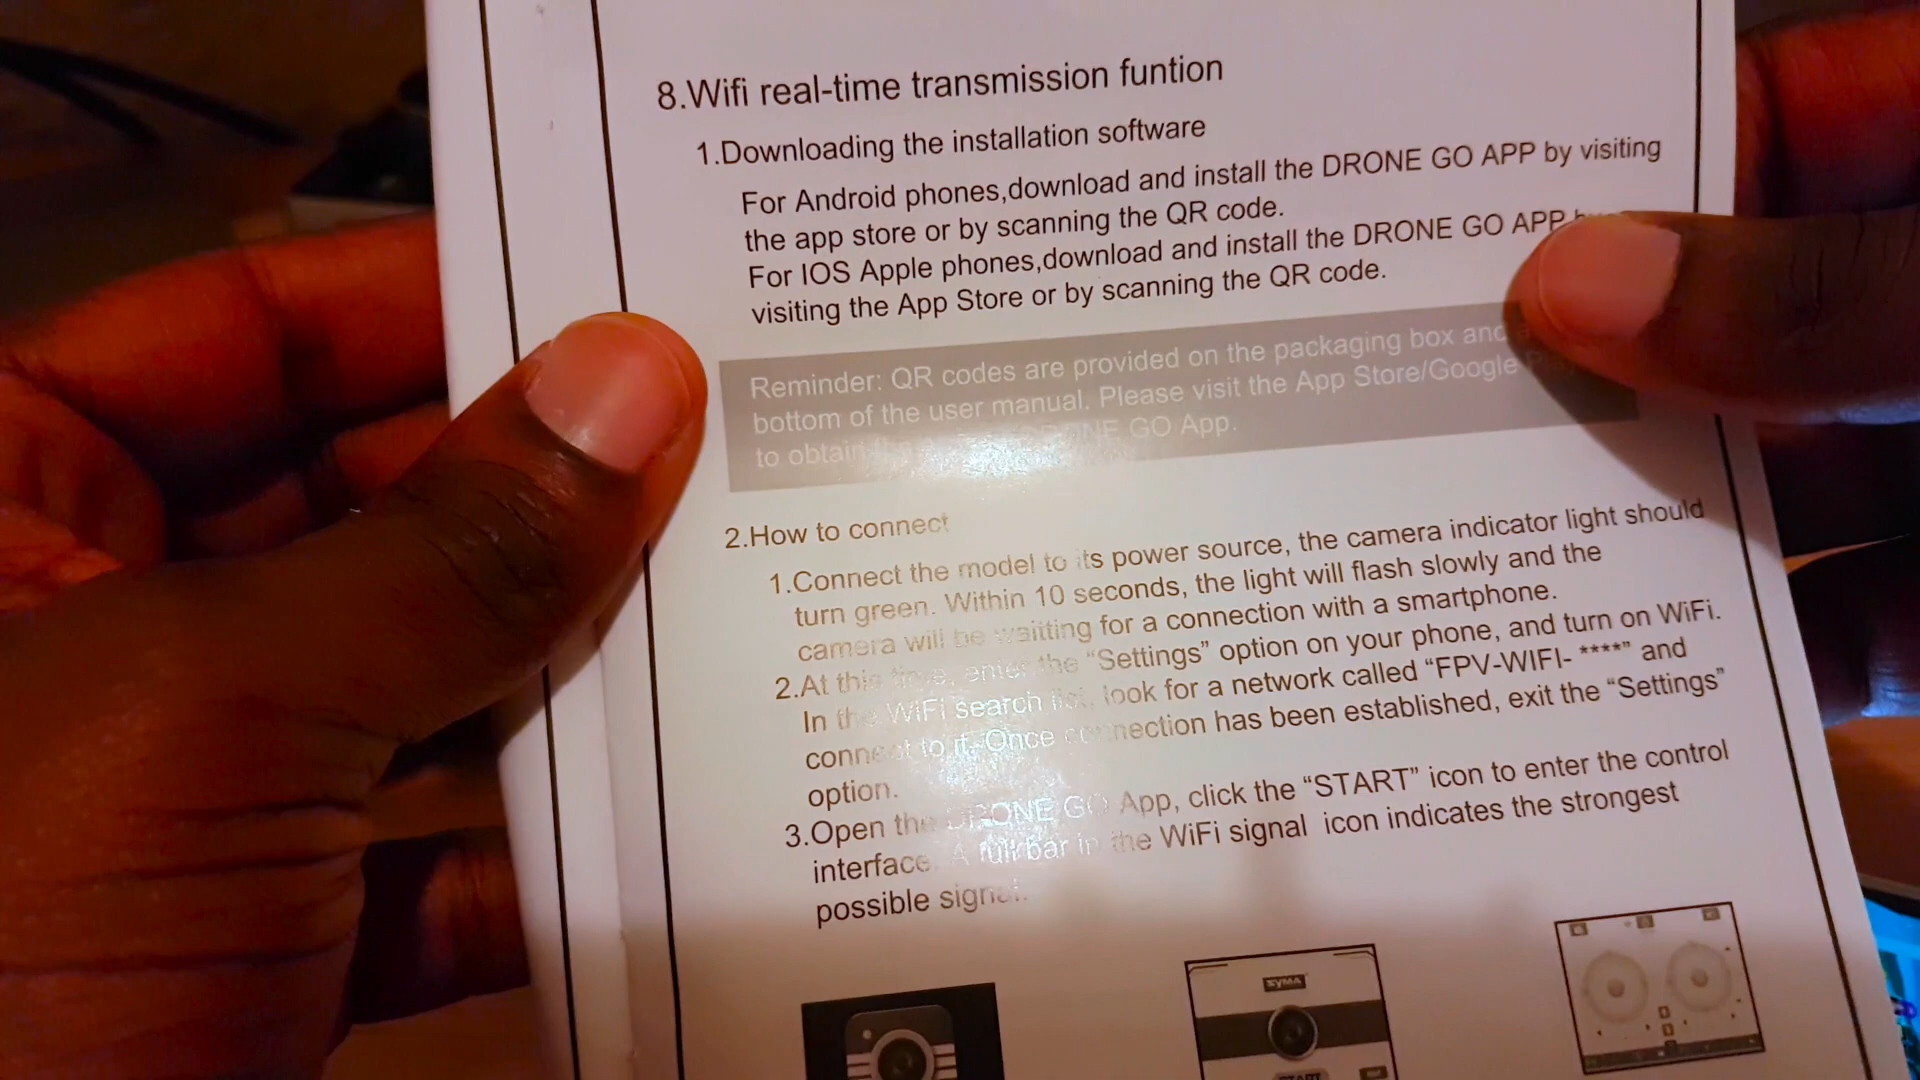 8.Wifi real-time transmission funtion
1.Downloading the installation software
For Android phones,download and install the DRONE GO APP by visiting
the app store or by scanning the QR code.
For IOS Apple phones,download and install the DRONE GO APP
visiting the App Store or by scanning the QR code.
Reminder: QR codes are provided on the packaging box and
bottom of the user manual. Please visit the App Store/Google
to obtain DRONE GO App.
2.How to connect
1.Connect the model to its power source, the camera indicator light should
turn green. Within 10 seconds, the light will flash slowly and the
camera will be waitting for a connection with a smartphone.
2.At this time, enter the “Settings” option on your phone, and turn on WiFi.
In the WiFi search list, look for a network called “FPV-WIFI- ****” and
connect to it. Once connection has been established, exit the “Settings”
option.
3.Open the DRONE GO App, click the “START” icon to enter the control
interface. A full bar in the WiFi signal icon indicates the strongest
possible signal.
SYMA
START